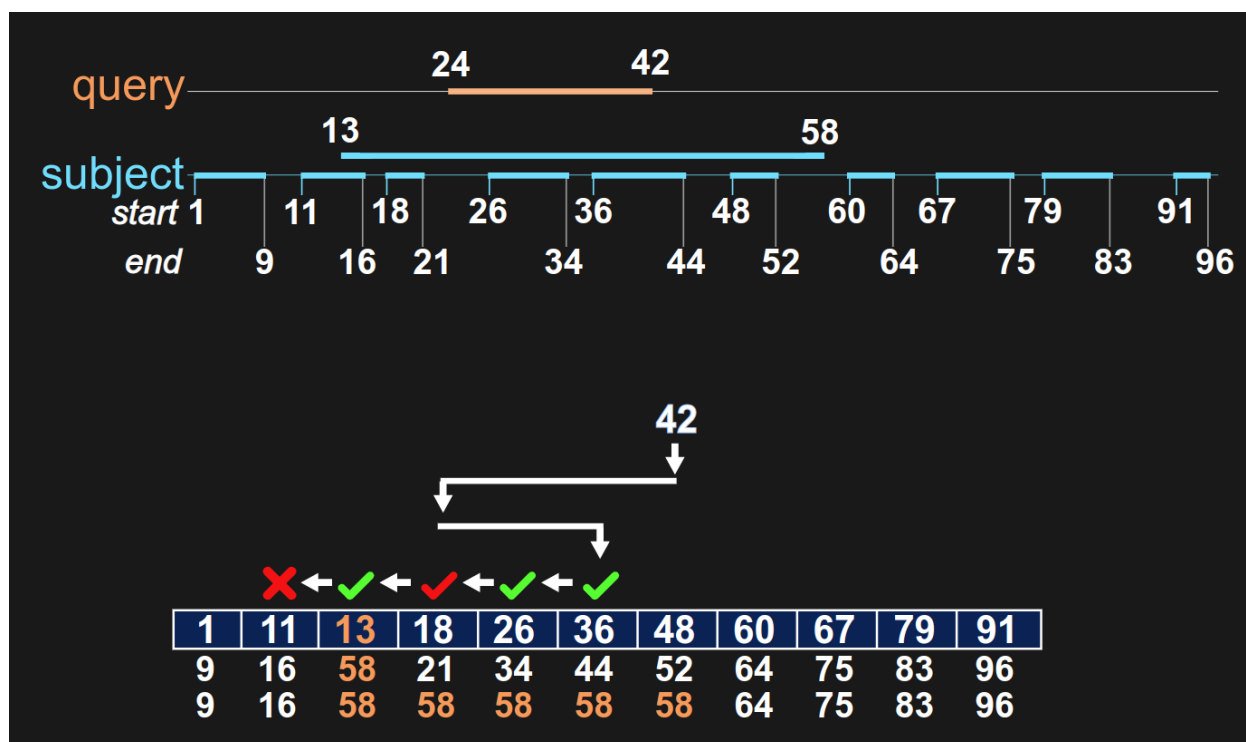 24 42
query
13 58
subject
start 1 11 18 26 36 48 60 67 79 91
end 9 16 21 34 44 52 64 75 83 96
42
1 11 13 18 26 36 48 60 67 79 91
9 16 58 21 34 44 52 64 75 83 96
9 16 58 58 58 58 58 64 75 83 96